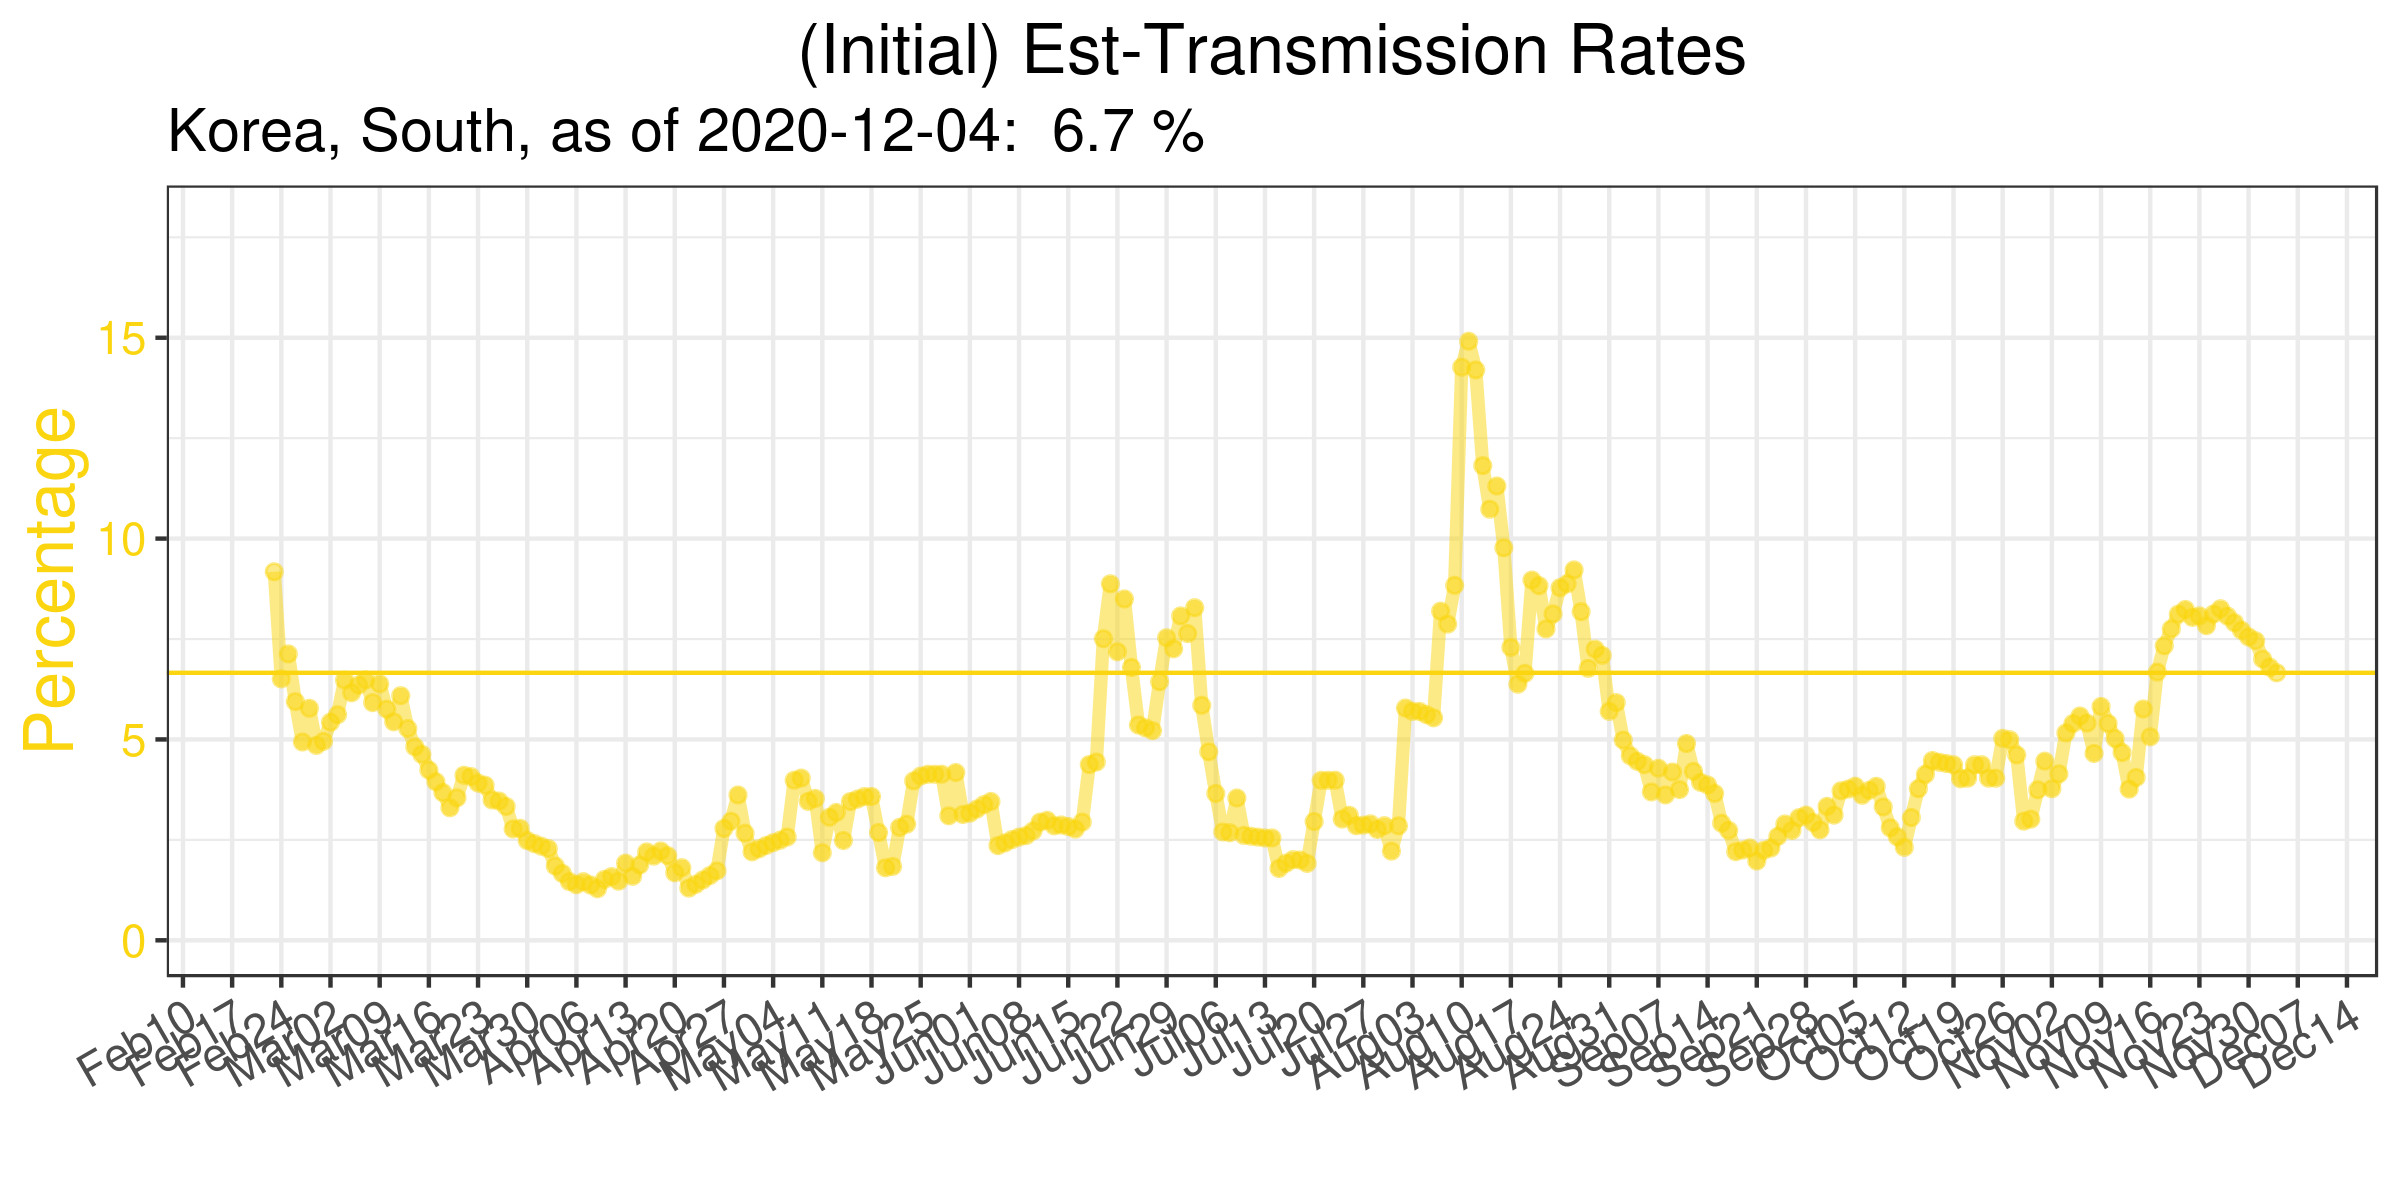 (Initial) Est-Transmission Rates
Korea, South, as of 2020-12-04:  6.7 %
Percentage
15
10
5
0
Feb10
Feb17
Feb24
Mar02
Mar09
Mar16
Mar23
Mar30
Apr06
Apr13
Apr20
Apr27
May04
May11
May18
May25
Jun01
Jun08
Jun15
Jun22
Jun29
Jul06
Jul13
Jul20
Jul27
Aug03
Aug10
Aug17
Aug24
Aug31
Sep07
Sep14
Sep21
Sep28
Oct05
Oct12
Oct19
Oct26
Nov02
Nov09
Nov16
Nov23
Nov30
Dec07
Dec14